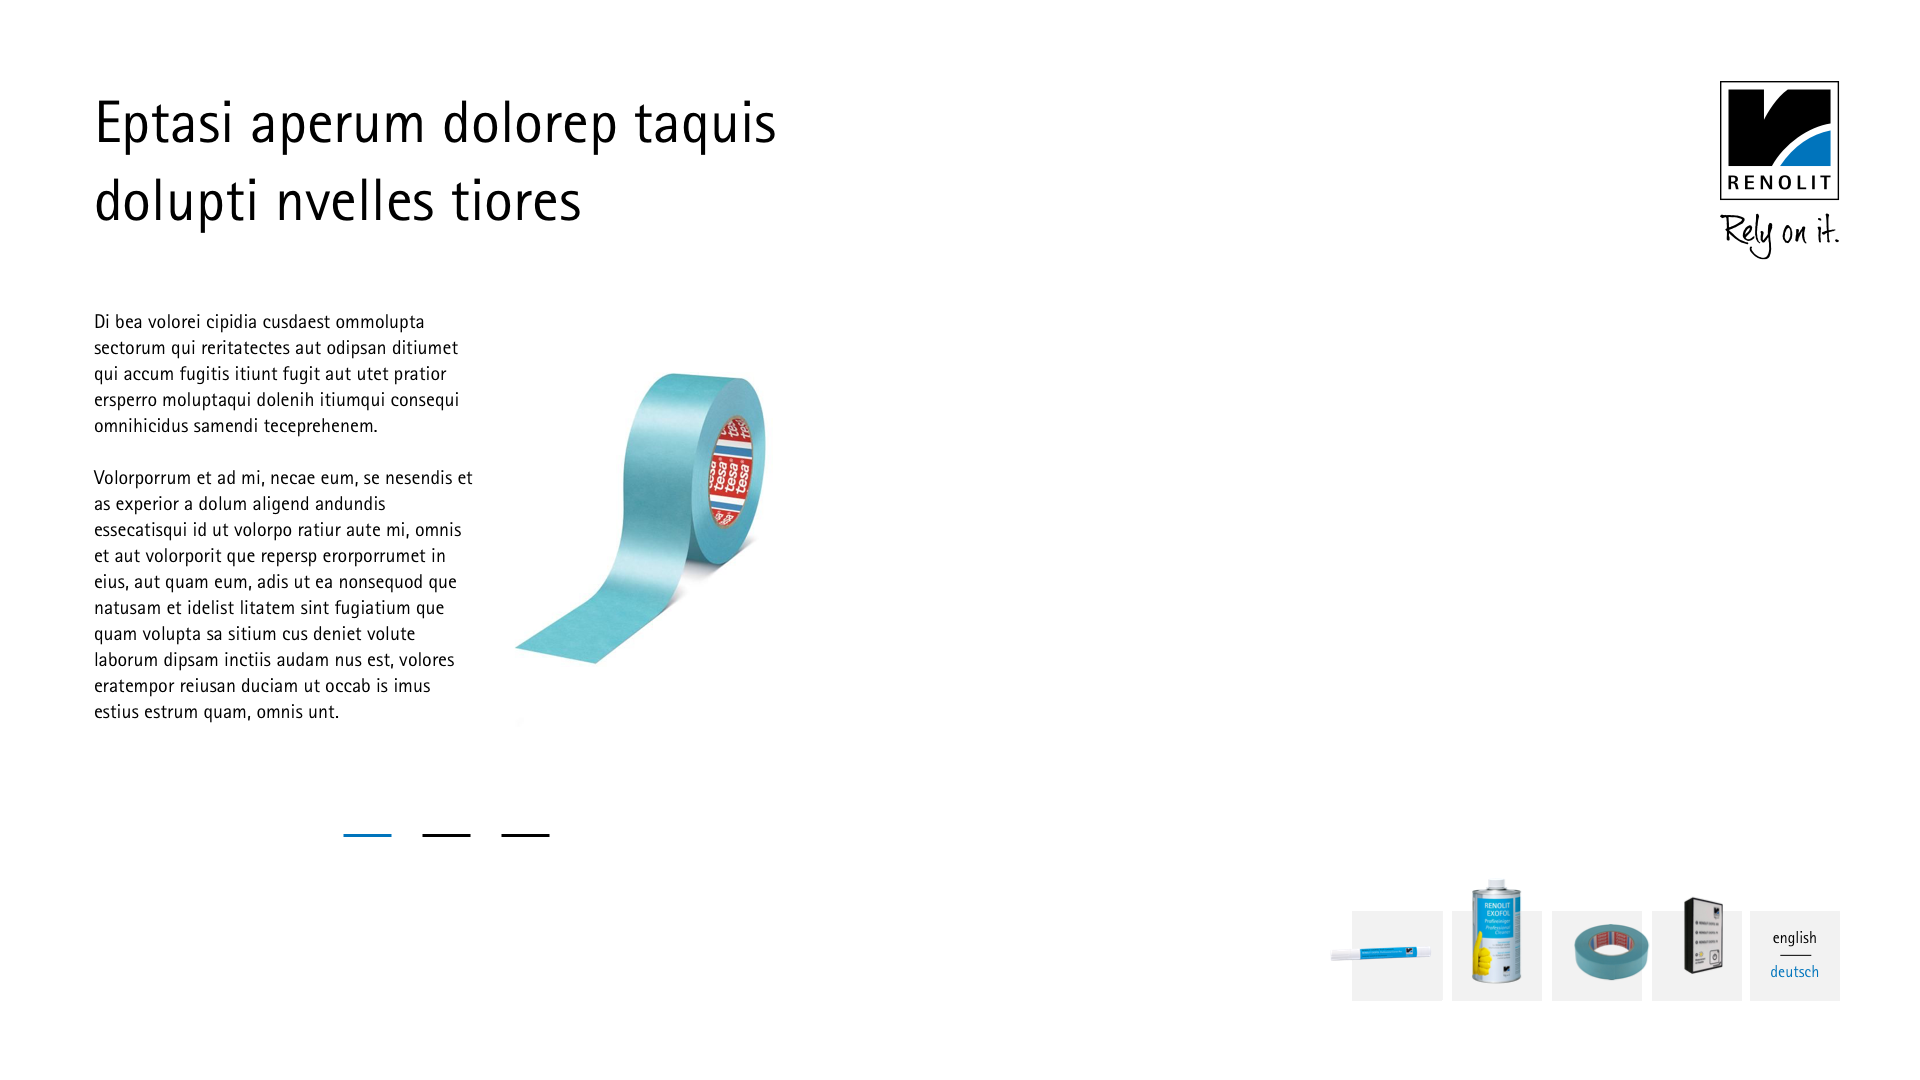 Eptasi aperum dolorep taquis
dolupti nvelles tiores
RENOLIT
Rely on it.
Di bea volorei cipidia cusdaest ommolupta
sectorum qui reritatectes aut odipsan ditiumet
qui accum fugitis itiunt fugit aut utet pratior
ersperro moluptaqui dolenih itiumqui consequi
omnihicidus samendi teceprehenem.
Volorporrum et ad mi, necae eum, se nesendis et
as experior a dolum aligend andundis
essecatisqui id ut volorpo ratiur aute mi, omnis
et aut volorporit que repersp erorporrumet in
eius, aut quam eum, adis ut ea nonsequod que
natusam et idelist litatem sint fugiatium que
quam volupta sa sitium cus deniet volute
laborum dipsam inctiis audam nus est, volores
eratempor reiusan duciam ut occab is imus
estius estrum quam, omnis unt.
tesa
tesa
tesa
RENOLIT
EXOFOL
english
deutsch